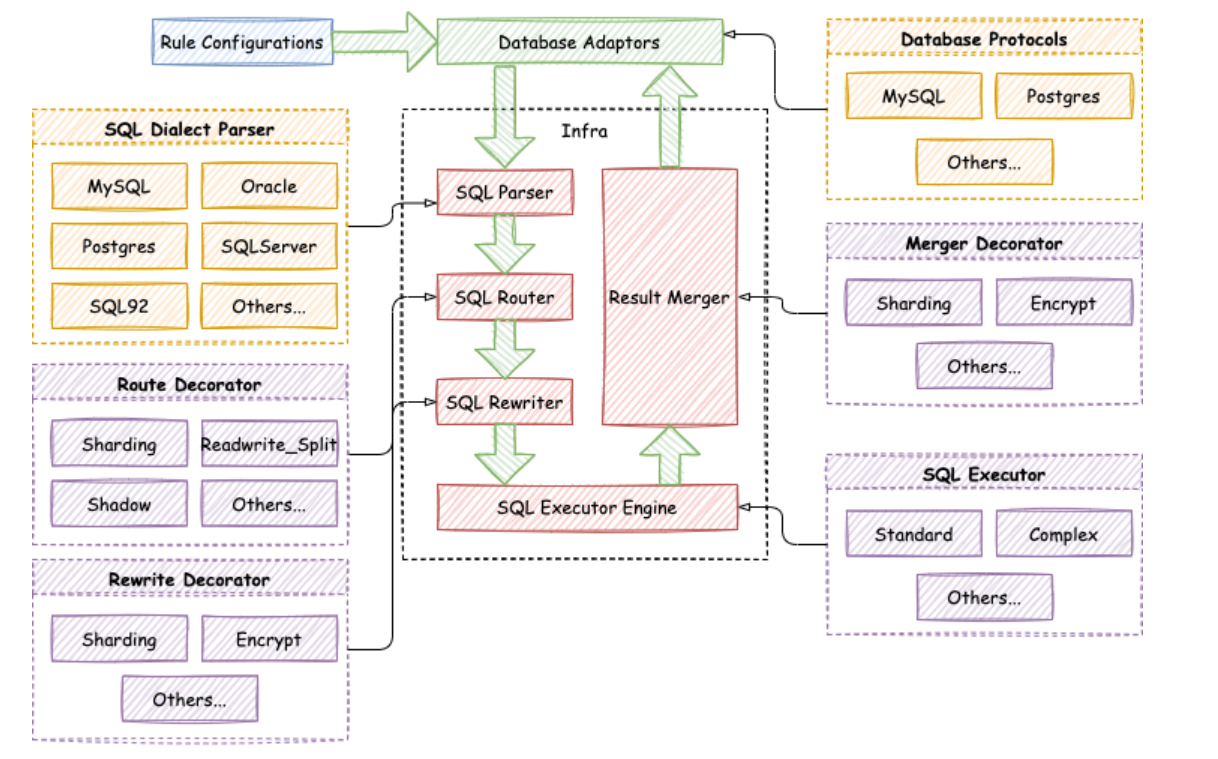 Rule Configurations
Database Adaptors
Database Protocols
MySQL
Postgres
Others...
SQL Dialect Parser
MySQL
Oracle
Postgres
SQLServer
SQL92
Others...
Infra
SQL Parser
SQL Router
SQL Rewriter
Result Merger
SQL Executor Engine
Merger Decorator
Sharding
Encrypt
Others...
Route Decorator
Sharding
Readwrite_Split
Shadow
Others...
SQL Executor
Standard
Complex
Others...
Rewrite Decorator
Sharding
Encrypt
Others...